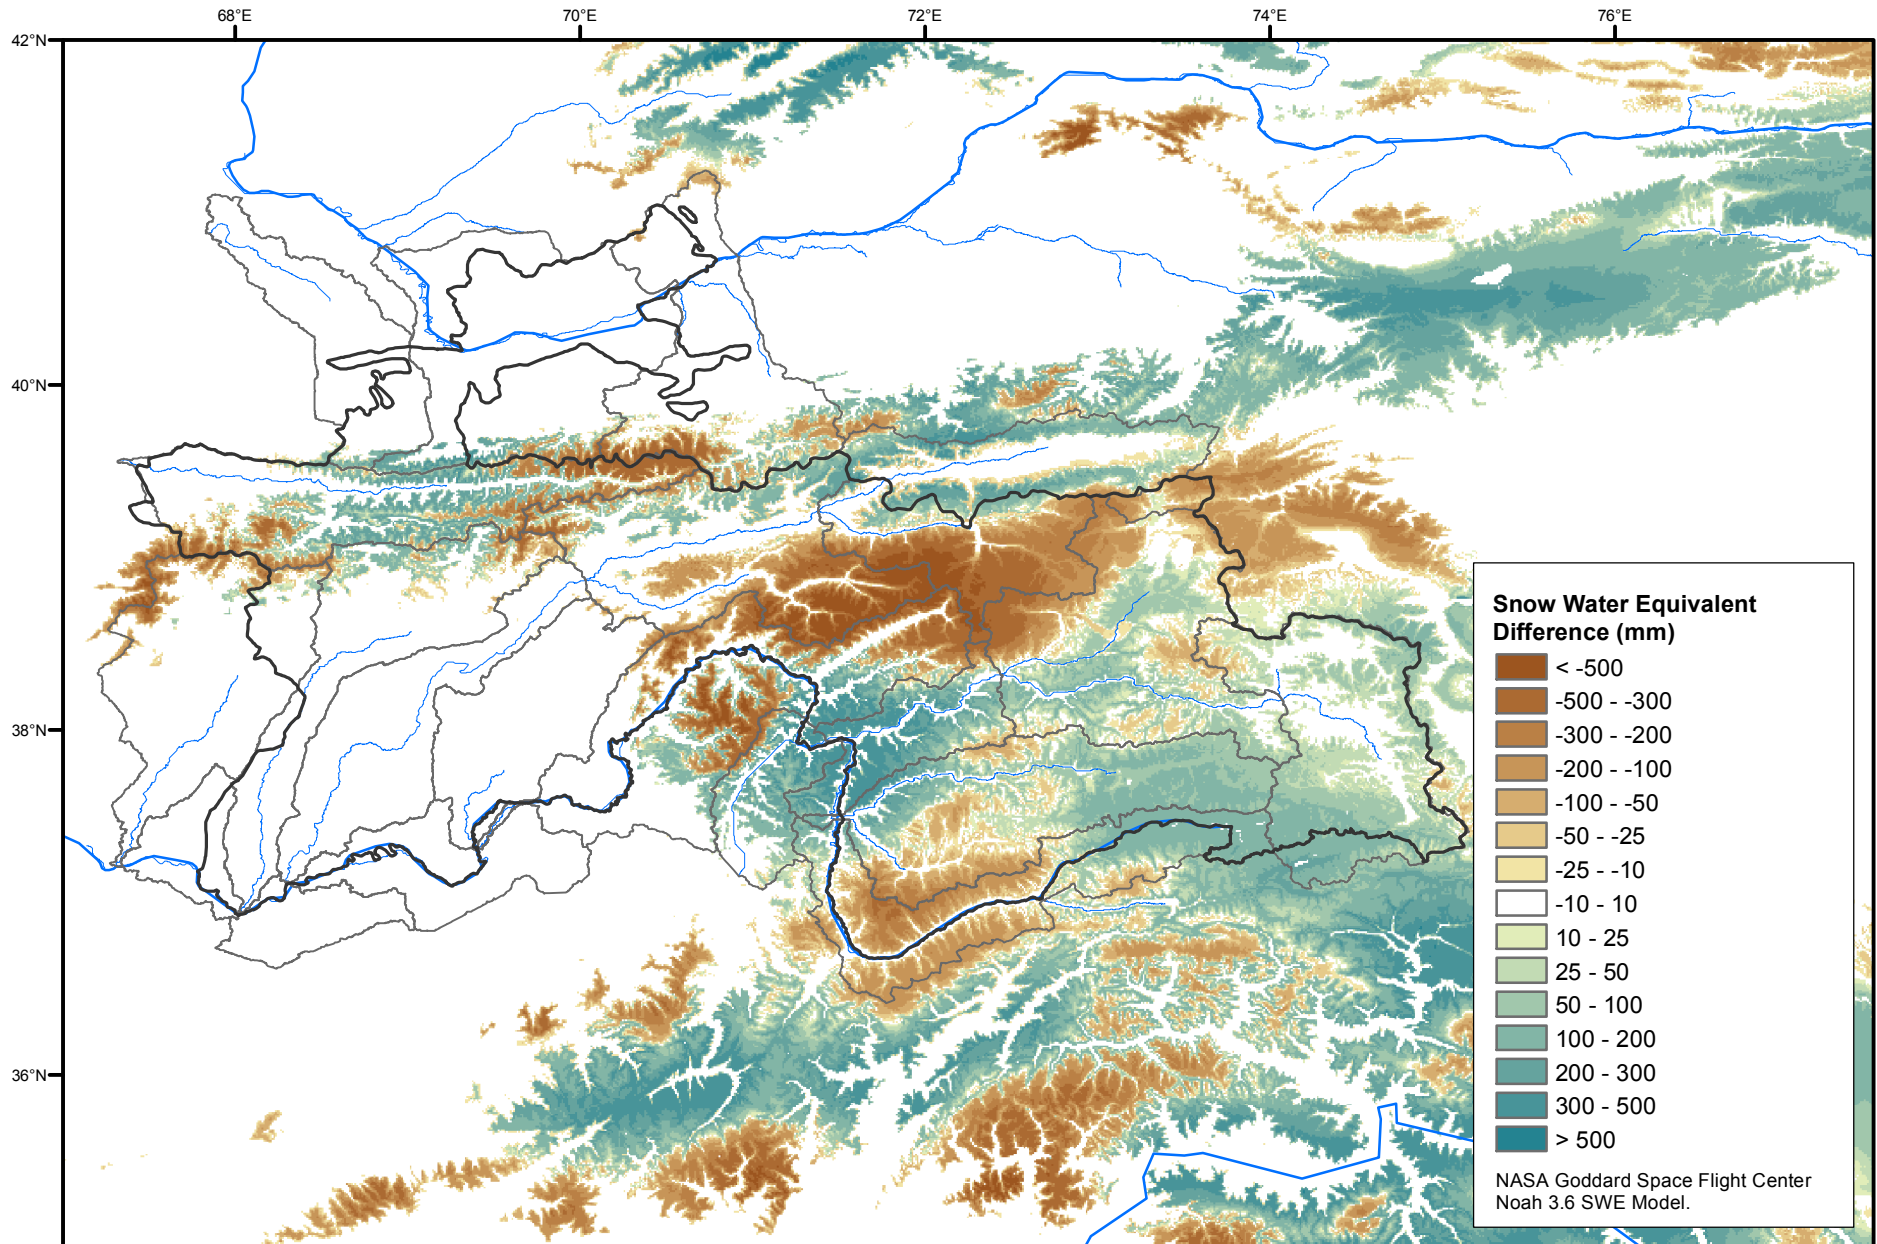 68°E
70°E
72°E
74°E
76°E
42°N
40°N
38°N
36°N
Snow Water Equivalent
Difference (mm)
< -500
-500 - -300
-300 - -200
-200 - -100
-100 - -50
-50 - -25
-25 - -10
-10 - 10
10 - 25
25 - 50
50 - 100
100 - 200
200 - 300
300 - 500
> 500
NASA Goddard Space Flight Center
Noah 3.6 SWE Model.